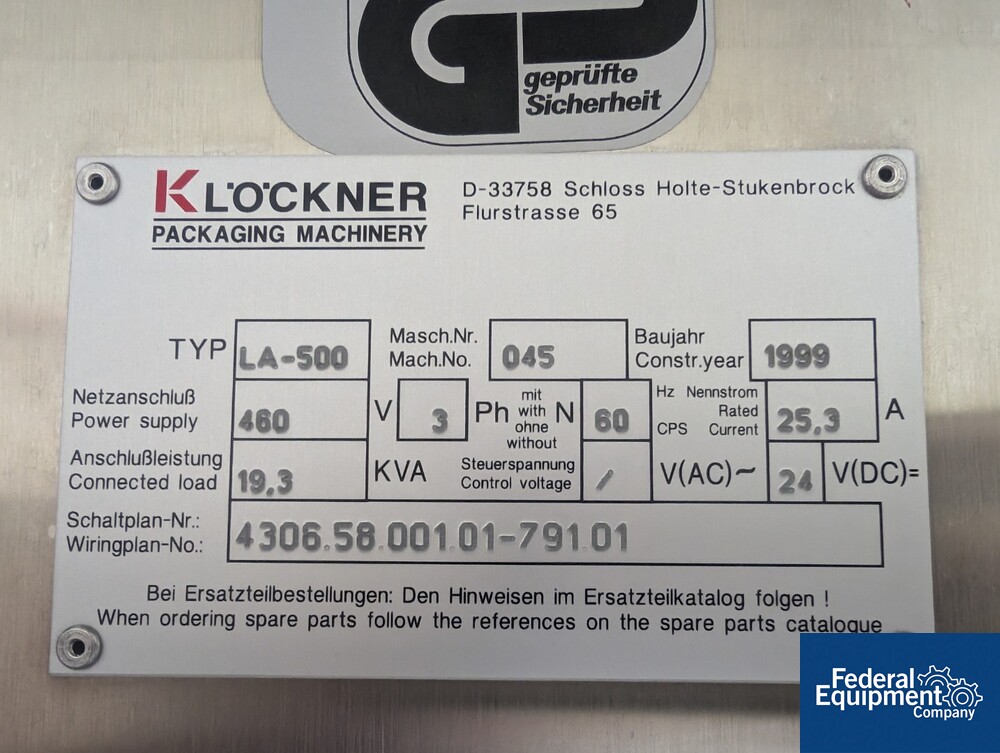 geprüfte
Sicherheit
KLÖCKNER
PACKAGING MACHINERY
D-33758 Schloss Holte-Stukenbrock
Flurstrasse 65
TYP LA-500 Masch.Nr. Mach.No. 045 Baujahr Constr.year 1999
Netzanschluß Power supply 460 V 3 Ph mit with ohne without N 60 Hz CPS Nennstrom Rated Current 25,3 A
Anschlußleistung Connected load 19,3 KVA Steuerspannung Control voltage / V(AC)~ 24 V(DC)=
Schaltplan-Nr.: Wiringplan-No.: 4306.58.001.01-791.01
Bei Ersatzteilbestellungen: Den Hinweisen im Ersatzteilkatalog folgen !
When ordering spare parts follow the references on the spare parts catalogue
Federal
Equipment
Company